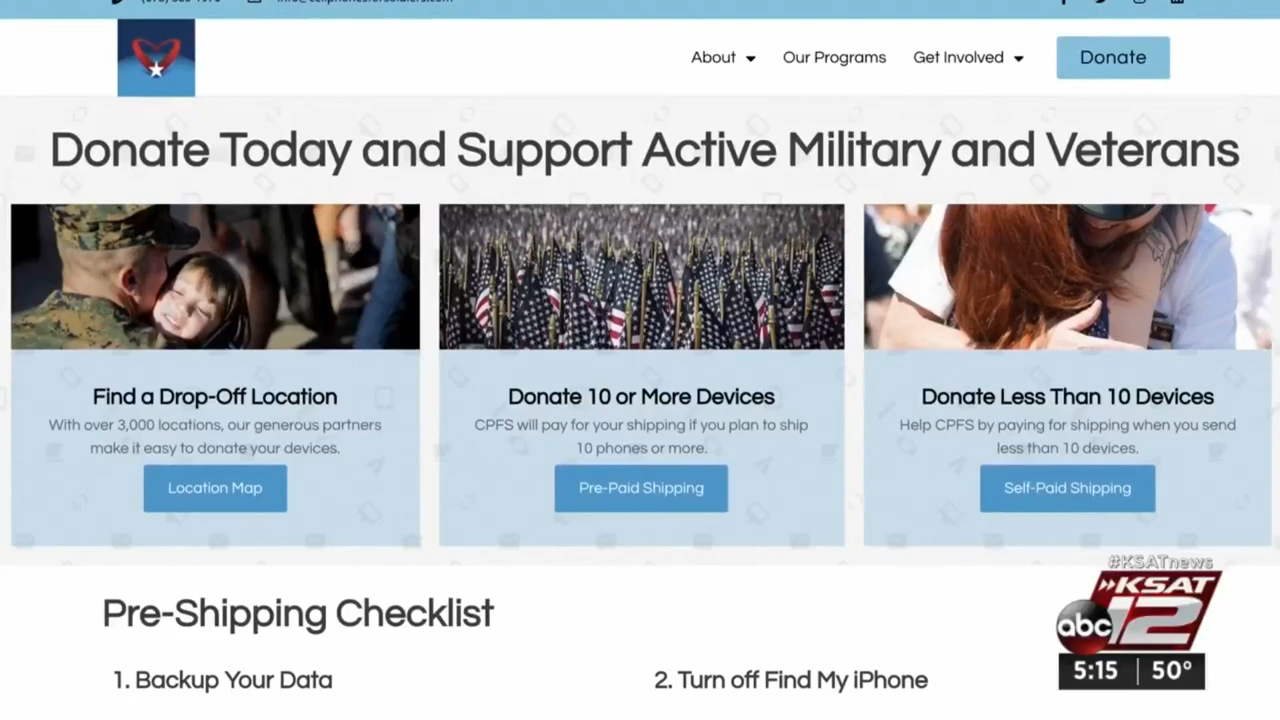 About
Our Programs
Get Involved
Donate
Donate Today and Support Active Military and Veterans
Find a Drop-Off Location
With over 3,000 locations, our generous partners
make it easy to donate your devices.
Location Map
Donate 10 or More Devices
CPFS will pay for your shipping if you plan to ship
10 phones or more.
Pre-Paid Shipping
Donate Less Than 10 Devices
Help CPFS by paying for shipping when you send
less than 10 devices.
Self-Paid Shipping
Pre-Shipping Checklist
1. Backup Your Data
2. Turn off Find My iPhone
#KSATnews
KSAT
abc 12
5:15 50°